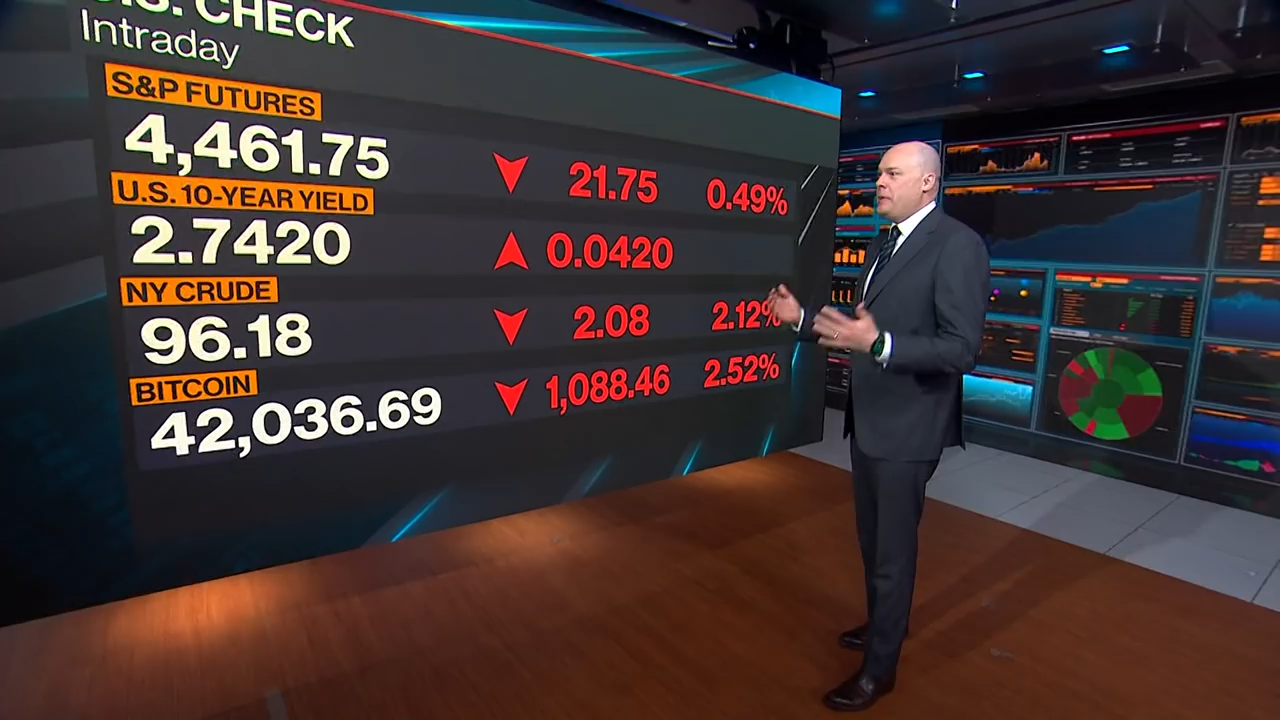 CHECK
Intraday
S&P FUTURES
4,461.75 21.75 0.49%
U.S. 10-YEAR YIELD
2.7420 0.0420
NY CRUDE
96.18 2.08 2.12%
BITCOIN
42,036.69 1,088.46 2.52%